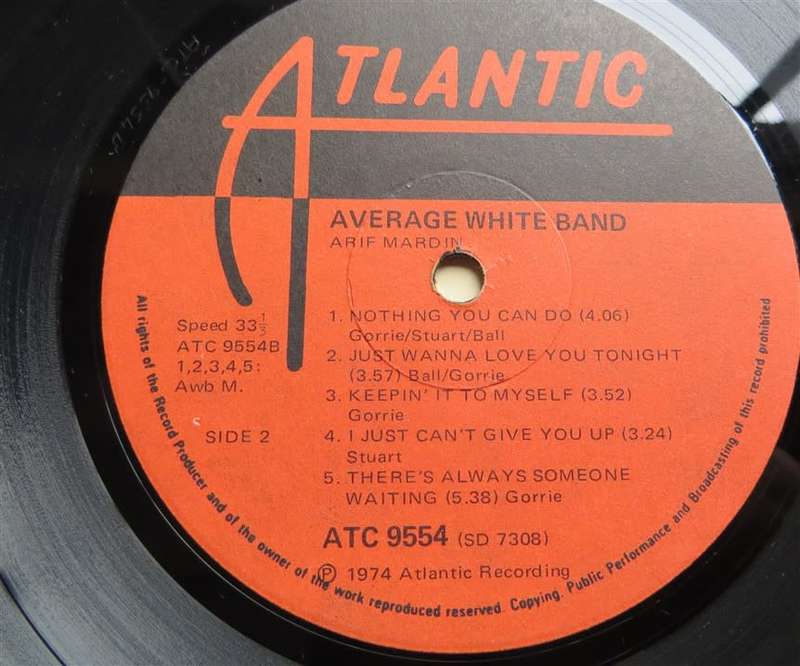 ATLANTIC
AVERAGE WHITE BAND
ARIF MARDIN
Speed 33 1/3
ATC 9554B
1,2,3,4,5:
Awb M.
SIDE 2
1. NOTHING YOU CAN DO (4.06)
Gorrie/Stuart/Ball
2. JUST WANNA LOVE YOU TONIGHT
(3.57) Ball/Gorrie
3. KEEPIN' IT TO MYSELF (3.52)
Gorrie
4. I JUST CAN'T GIVE YOU UP (3.24)
Stuart
5. THERE'S ALWAYS SOMEONE
WAITING (5.38) Gorrie
ATC 9554 (SD 7308)
℗ 1974 Atlantic Recording
All rights of the Record Producer and of the owner of the work reproduced reserved. Copying, Public Performance and Broadcasting of this record prohibited